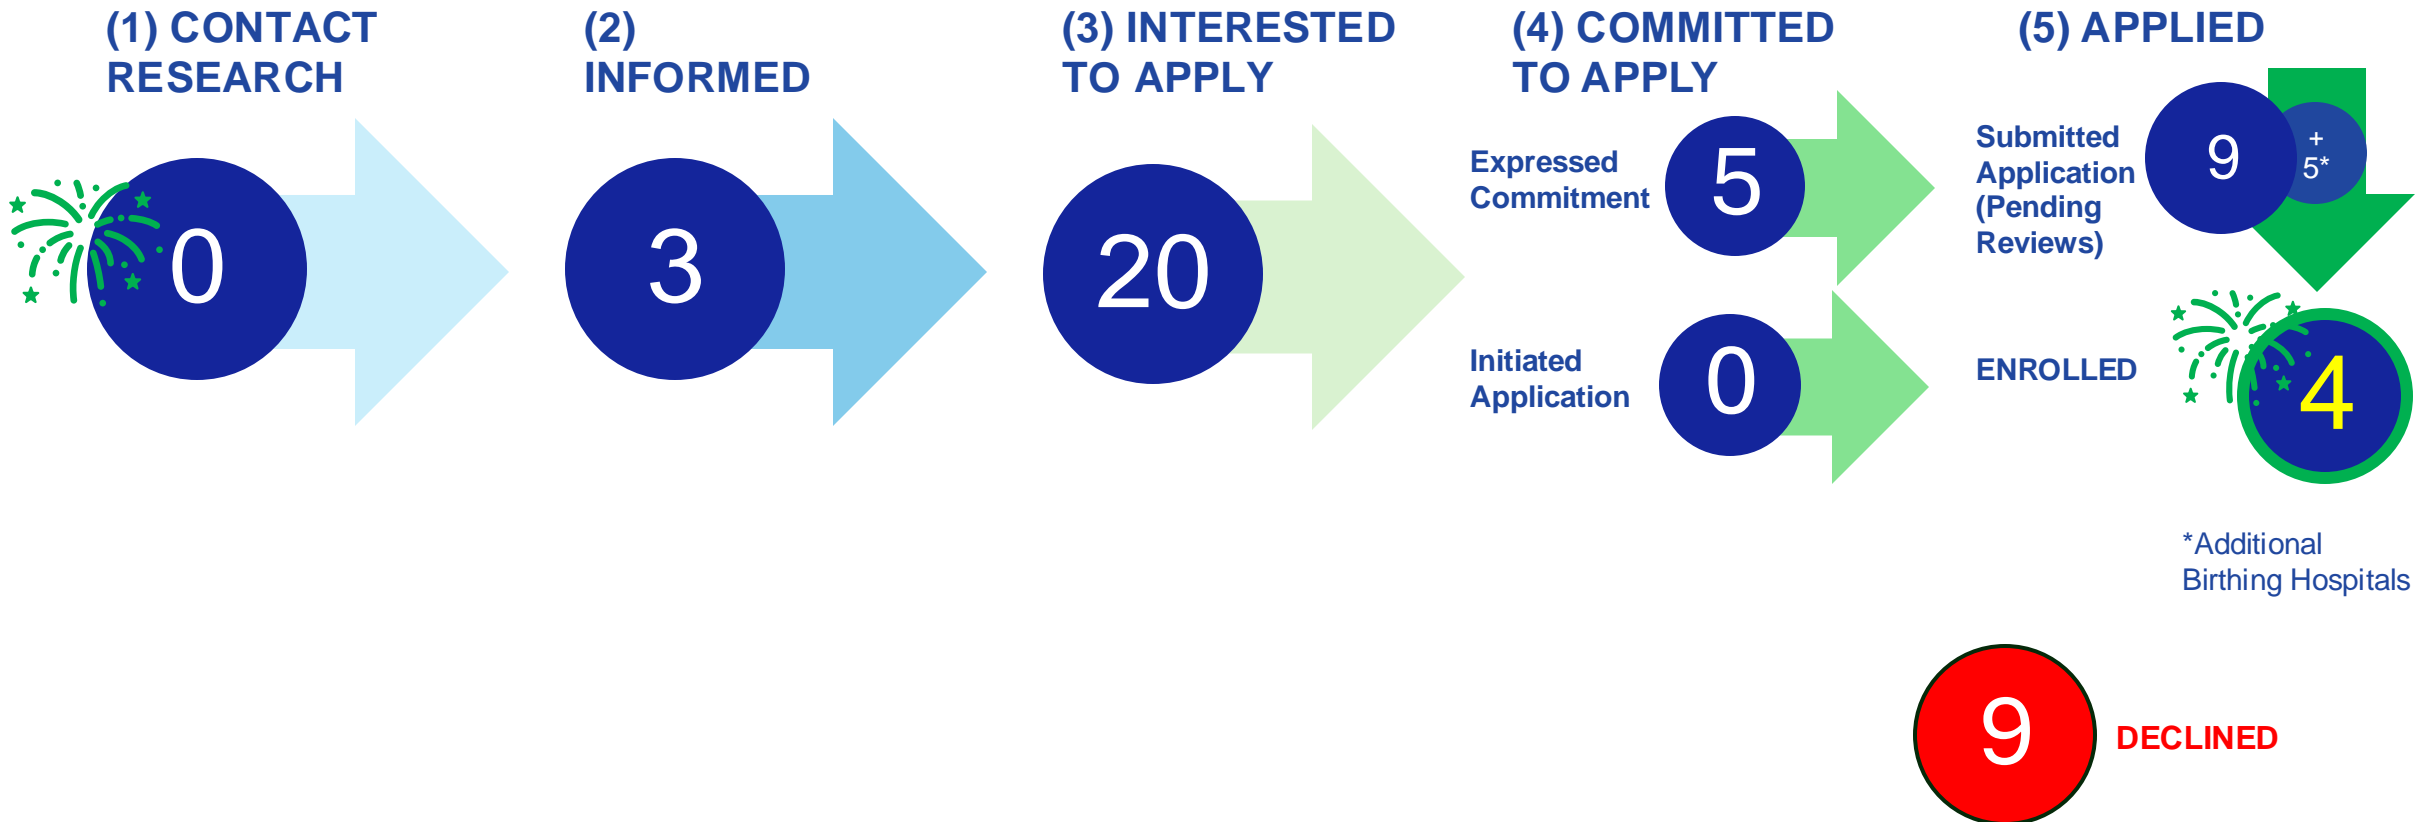 (1) CONTACT
RESEARCH
0
(2)
INFORMED
3
(3) INTERESTED
TO APPLY
20
(4) COMMITTED
TO APPLY
Expressed
Commitment
5
Initiated
Application
0
(5) APPLIED
Submitted
Application
(Pending
Reviews)
9
+
5*
ENROLLED
4
*Additional
Birthing Hospitals
9
DECLINED